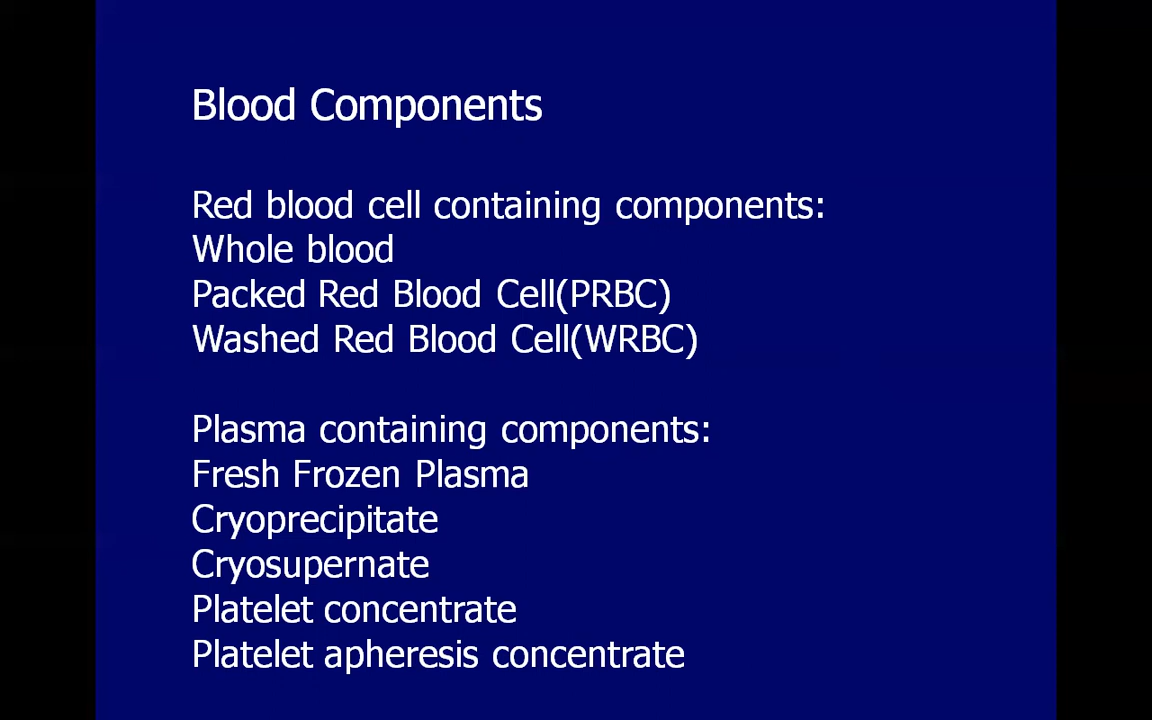 Blood Components
Red blood cell containing components:
Whole blood
Packed Red Blood Cell(PRBC)
Washed Red Blood Cell(WRBC)
Plasma containing components:
Fresh Frozen Plasma
Cryoprecipitate
Cryosupernate
Platelet concentrate
Platelet apheresis concentrate